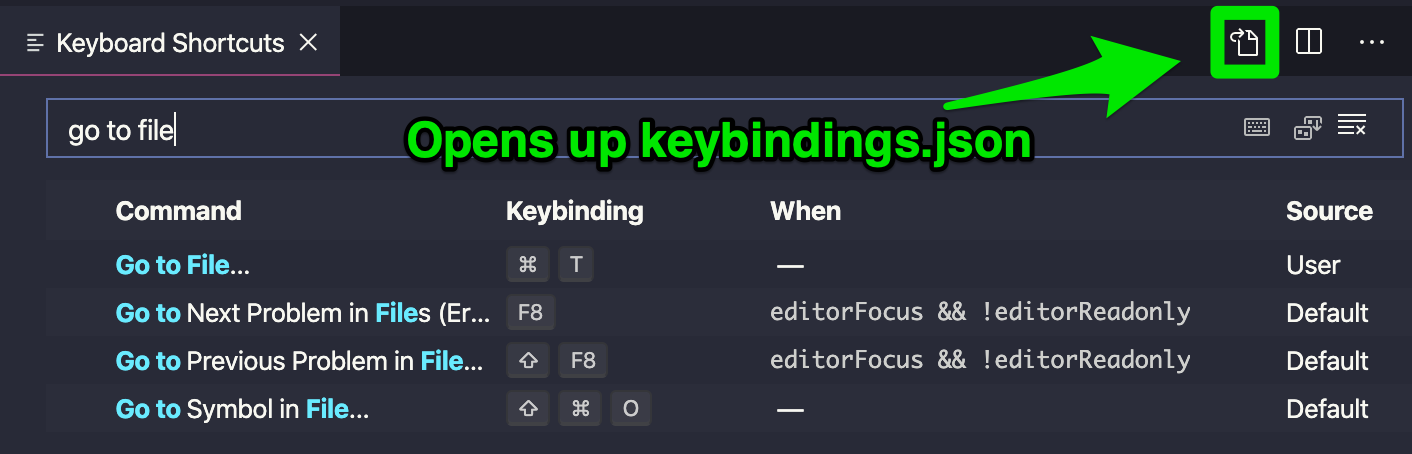 Keyboard Shortcuts
go to file
Opens up keybindings.json
Command Keybinding When Source
Go to File... ⌘ T — User
Go to Next Problem in Files (Er... F8 editorFocus && !editorReadonly Default
Go to Previous Problem in File... ⇧ F8 editorFocus && !editorReadonly Default
Go to Symbol in File... ⇧ ⌘ O — Default